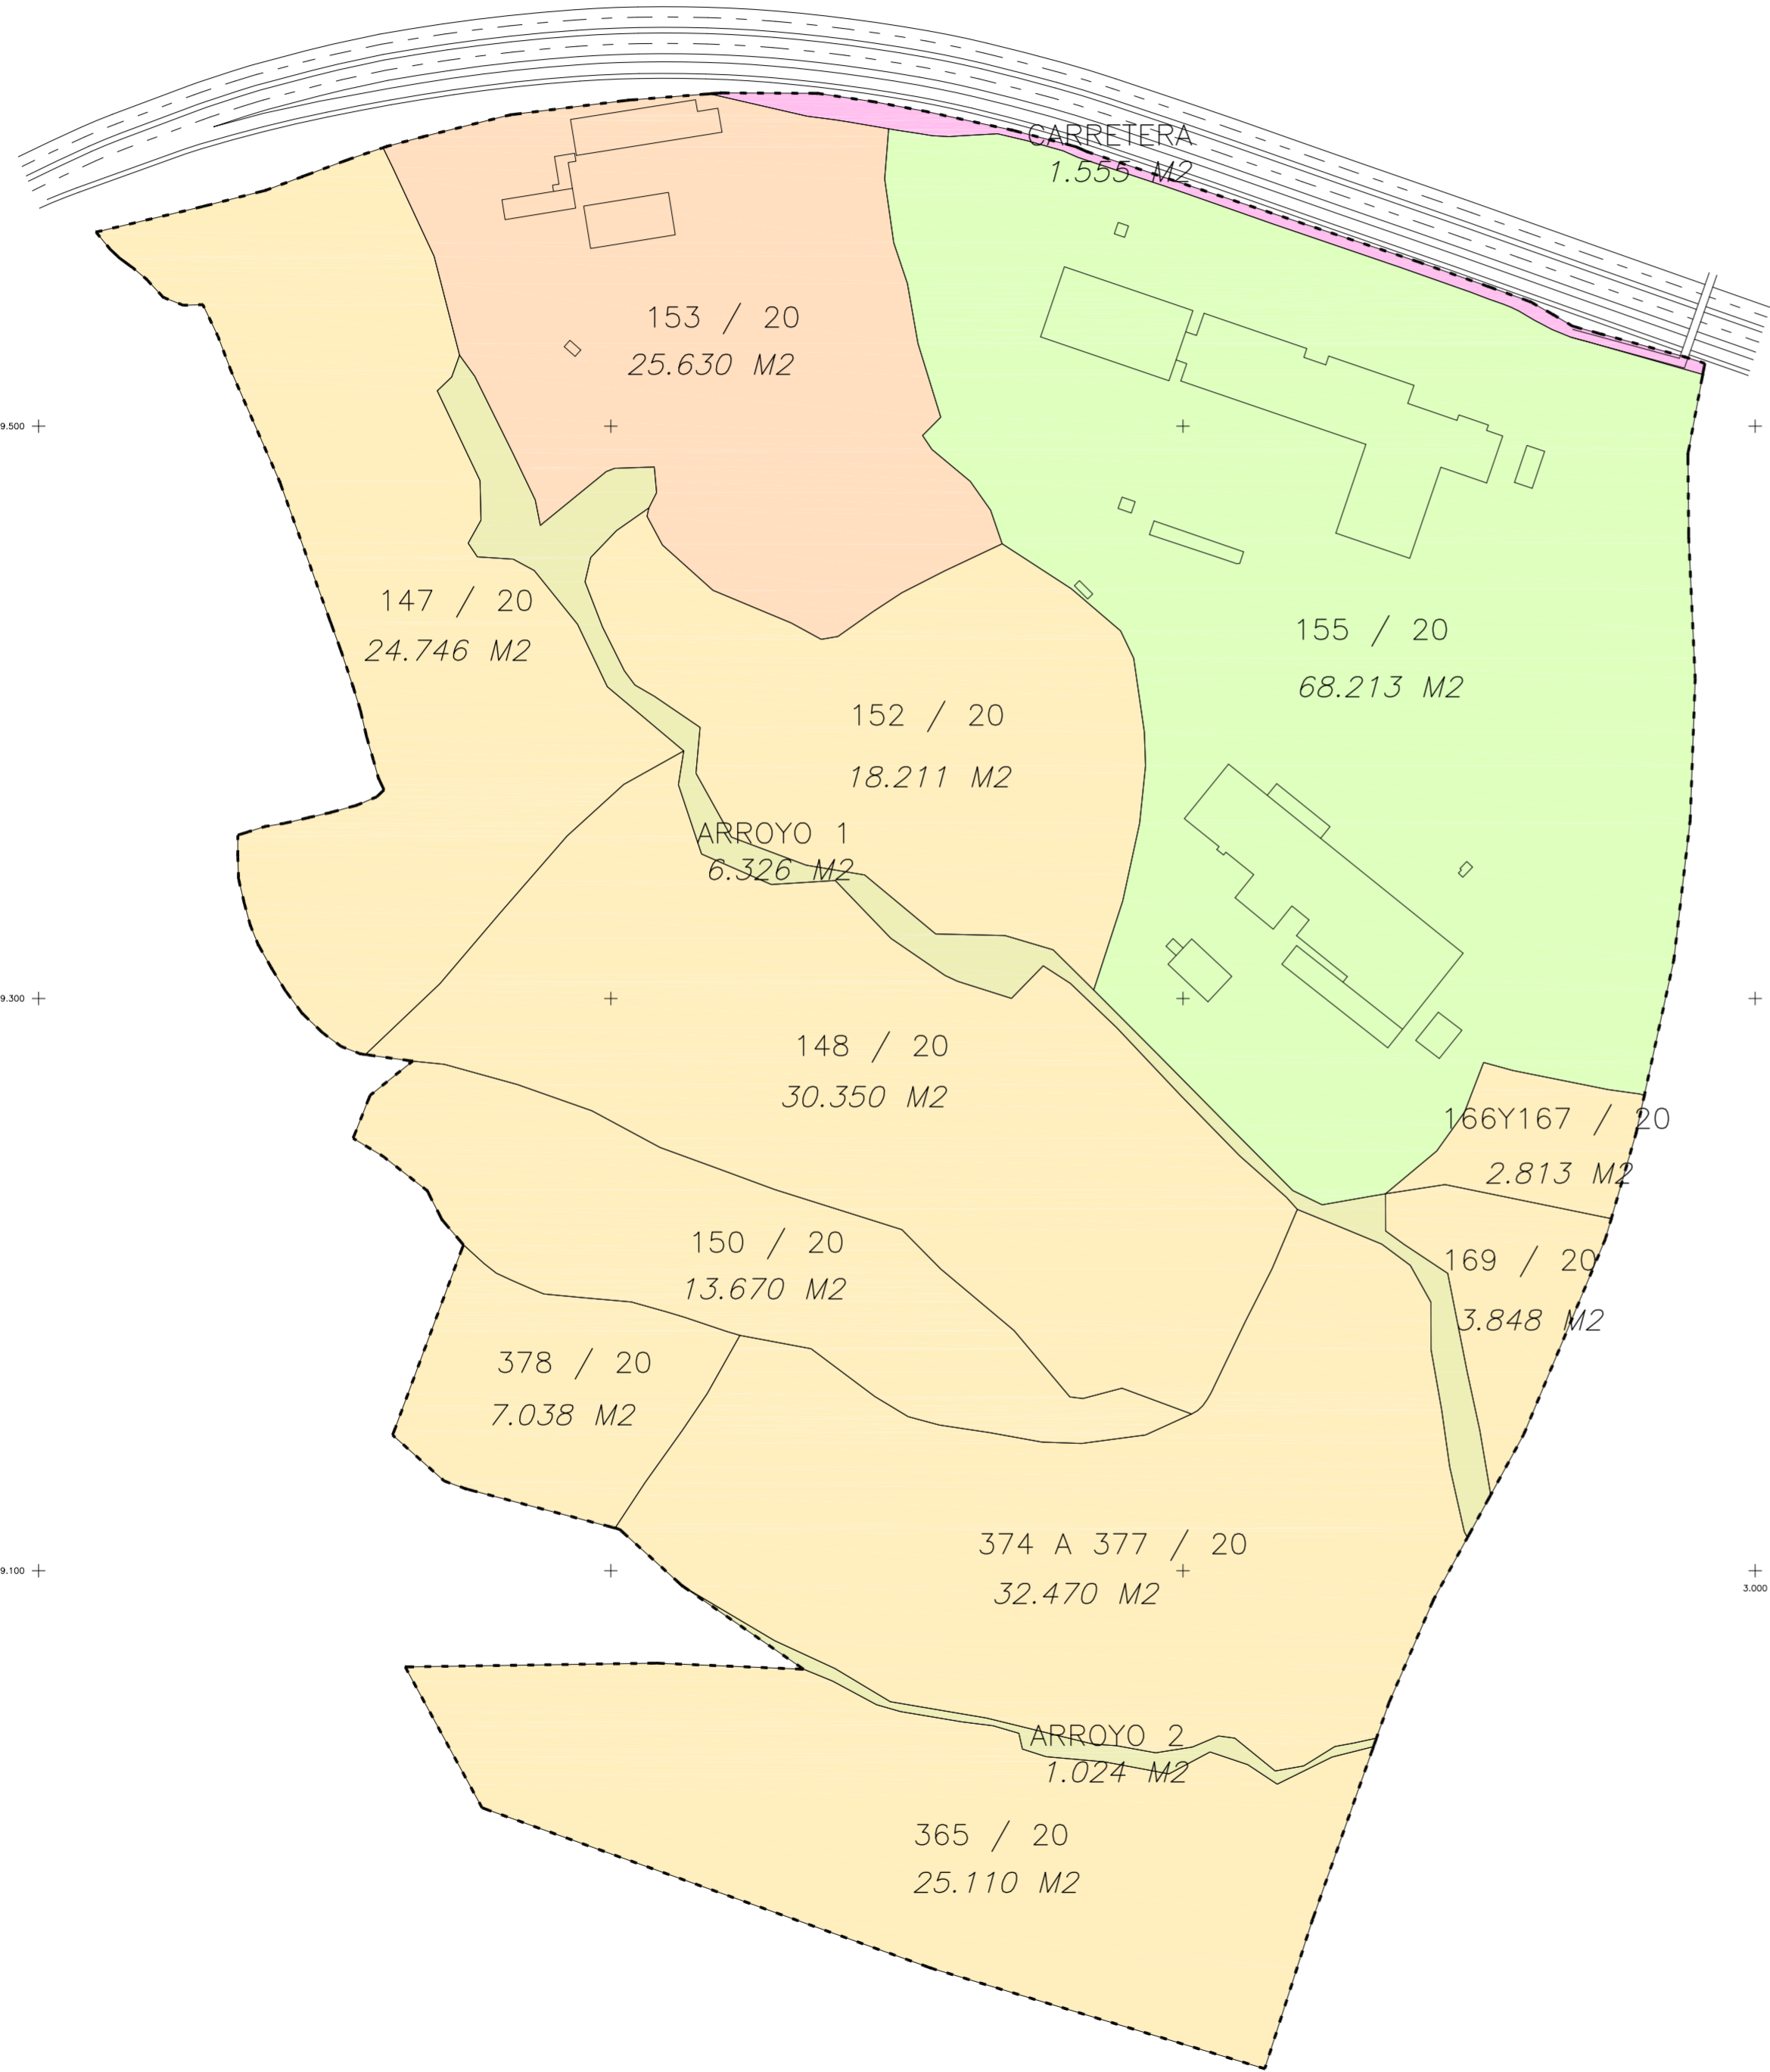 CARRETERA
1.555 M2
153 / 20
25.630 M2
9.500
147 / 20
24.746 M2
155 / 20
68.213 M2
152 / 20
18.211 M2
ARROYO 1
6.326 M2
9.300
148 / 20
30.350 M2
166Y167 / 20
2.813 M2
150 / 20
13.670 M2
169 / 20
3.848 M2
378 / 20
7.038 M2
374 A 377 / 20
32.470 M2
9.100
3.000
ARROYO 2
1.024 M2
365 / 20
25.110 M2